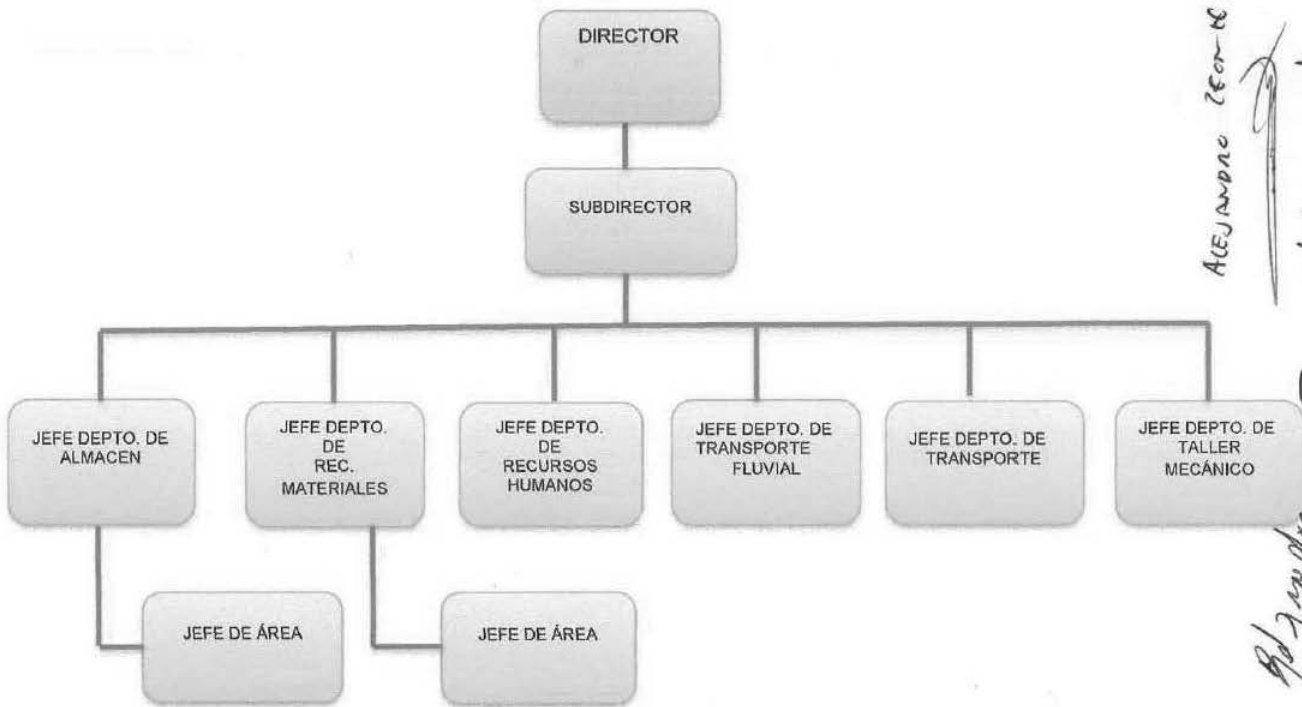 DIRECTOR
SUBDIRECTOR
JEFE DEPTO. DE
ALMACEN
JEFE DEPTO.
DE
REC.
MATERIALES
JEFE DEPTO.
DE
RECURSOS
HUMANOS
JEFE DEPTO. DE
TRANSPORTE
FLUVIAL
JEFE DEPTO. DE
TRANSPORTE
JEFE DEPTO. DE
TALLER
MECÁNICO
JEFE DE ÁREA
JEFE DE ÁREA
ALEJANDRO